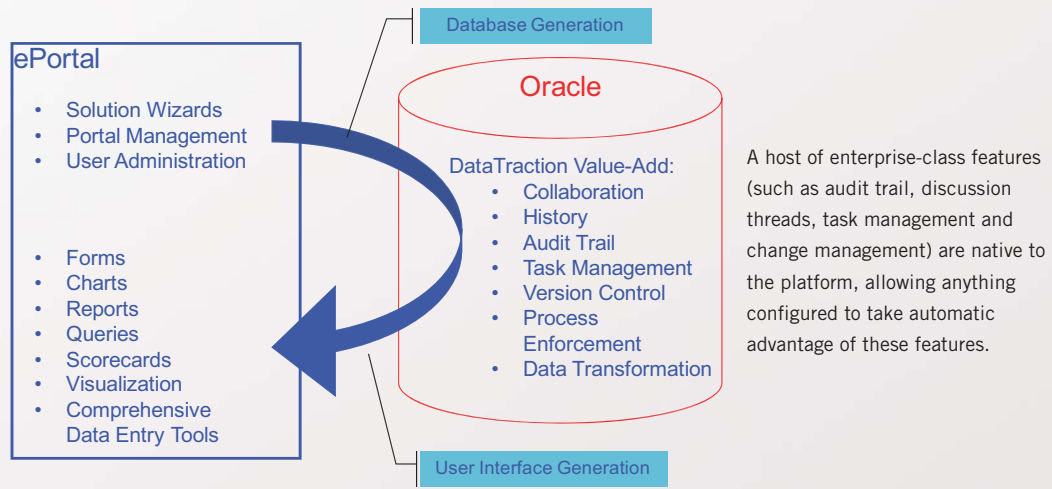 Database Generation
ePortal
• Solution Wizards
• Portal Management
• User Administration
• Forms
• Charts
• Reports
• Queries
• Scorecards
• Visualization
• Comprehensive
Data Entry Tools
Oracle
DataTraction Value-Add:
• Collaboration
• History
• Audit Trail
• Task Management
• Version Control
• Process
Enforcement
• Data Transformation
User Interface Generation
A host of enterprise-class features
(such as audit trail, discussion
threads, task management and
change management) are native to
the platform, allowing anything
configured to take automatic
advantage of these features.